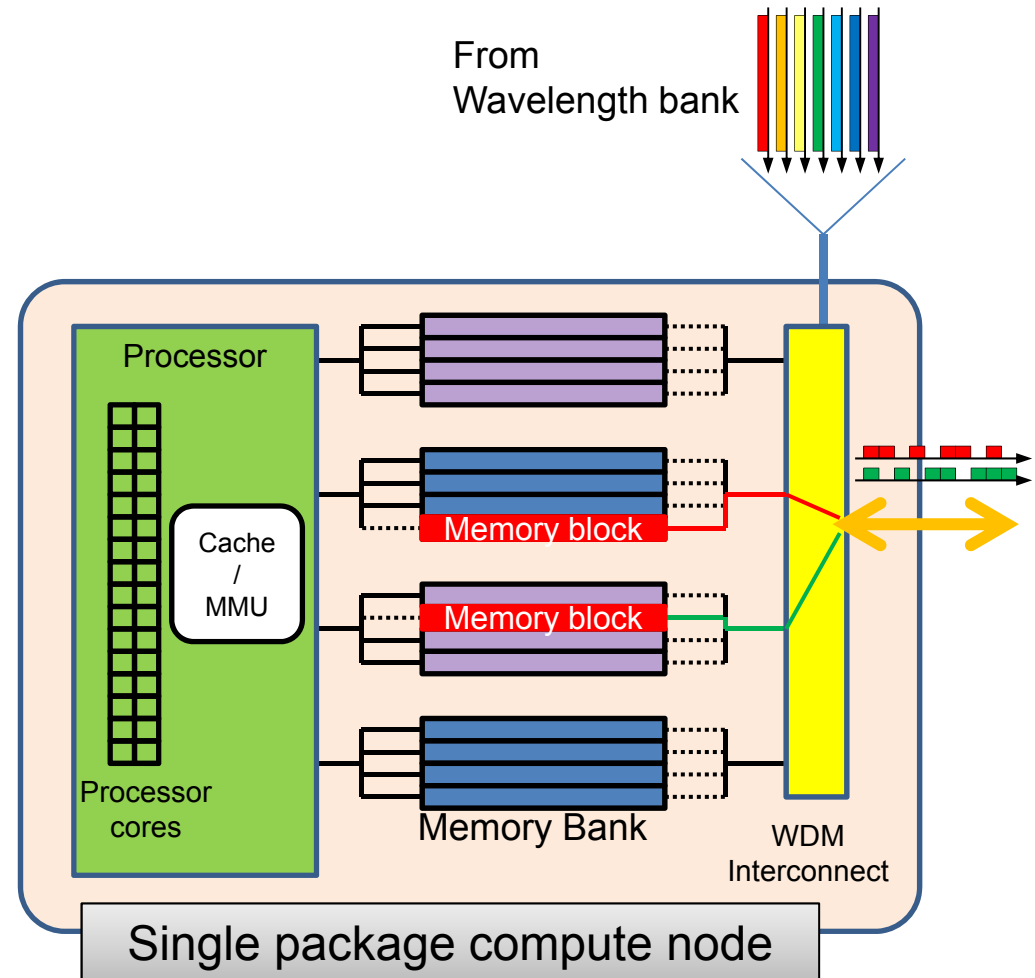 From
Wavelength bank
Processor
Cache
/
MMU
Memory block
Memory block
Processor
cores
Memory Bank
WDM
Interconnect
Single package compute node